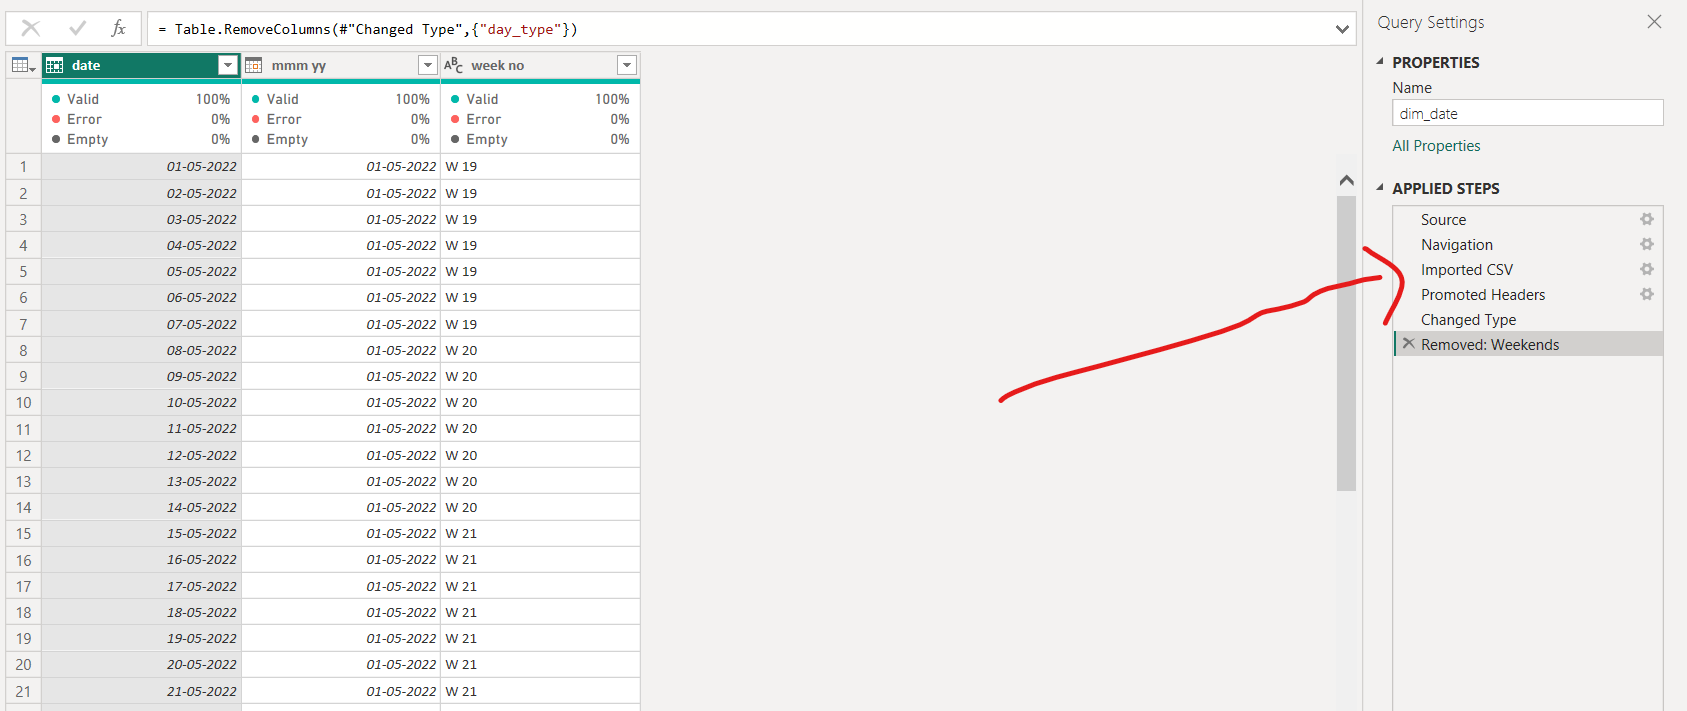 fx = Table.RemoveColumns(#"Changed Type",{"day_type"})
date mmm yy ABC week no
Valid 100% Valid 100% Valid 100%
Error 0% Error 0% Error 0%
Empty 0% Empty 0% Empty 0%
1 01-05-2022 01-05-2022 W 19
2 02-05-2022 01-05-2022 W 19
3 03-05-2022 01-05-2022 W 19
4 04-05-2022 01-05-2022 W 19
5 05-05-2022 01-05-2022 W 19
6 06-05-2022 01-05-2022 W 19
7 07-05-2022 01-05-2022 W 19
8 08-05-2022 01-05-2022 W 20
9 09-05-2022 01-05-2022 W 20
10 10-05-2022 01-05-2022 W 20
11 11-05-2022 01-05-2022 W 20
12 12-05-2022 01-05-2022 W 20
13 13-05-2022 01-05-2022 W 20
14 14-05-2022 01-05-2022 W 20
15 15-05-2022 01-05-2022 W 21
16 16-05-2022 01-05-2022 W 21
17 17-05-2022 01-05-2022 W 21
18 18-05-2022 01-05-2022 W 21
19 19-05-2022 01-05-2022 W 21
20 20-05-2022 01-05-2022 W 21
21 21-05-2022 01-05-2022 W 21
Query Settings
PROPERTIES
Name
dim_date
All Properties
APPLIED STEPS
Source
Navigation
Imported CSV
Promoted Headers
Changed Type
Removed: Weekends